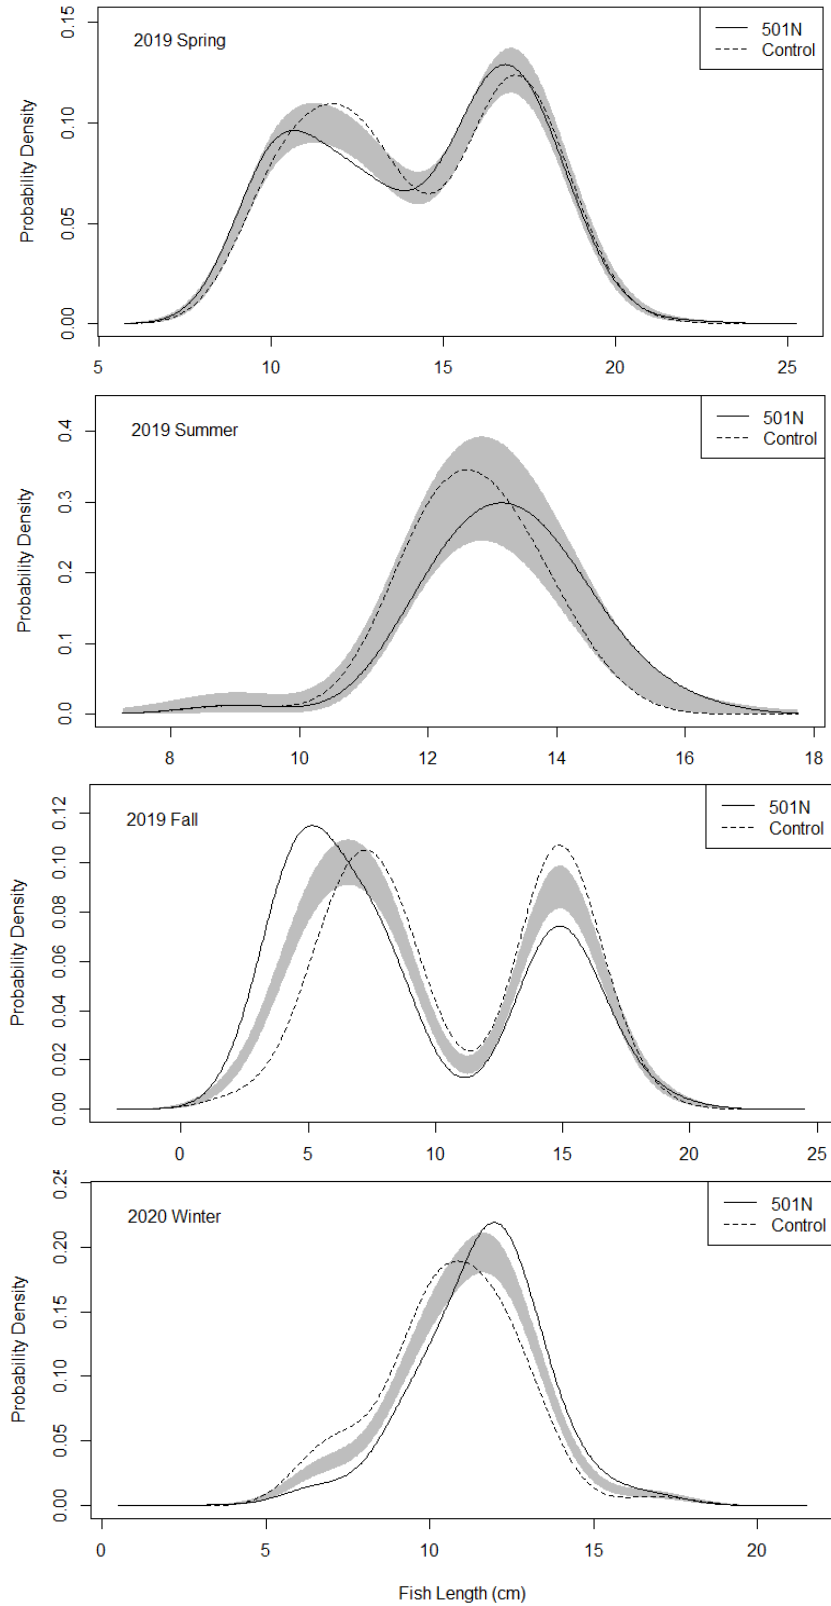 2019 Spring
501N
Control
Probability Density
0.00 0.05 0.10 0.15
5 10 15 20 25
2019 Summer
501N
Control
Probability Density
0.0 0.1 0.2 0.3 0.4
8 10 12 14 16 18
2019 Fall
501N
Control
Probability Density
0.00 0.02 0.04 0.06 0.08 0.10 0.12
0 5 10 15 20 25
2020 Winter
501N
Control
Probability Density
0.00 0.05 0.10 0.15 0.20 0.25
0 5 10 15 20
Fish Length (cm)